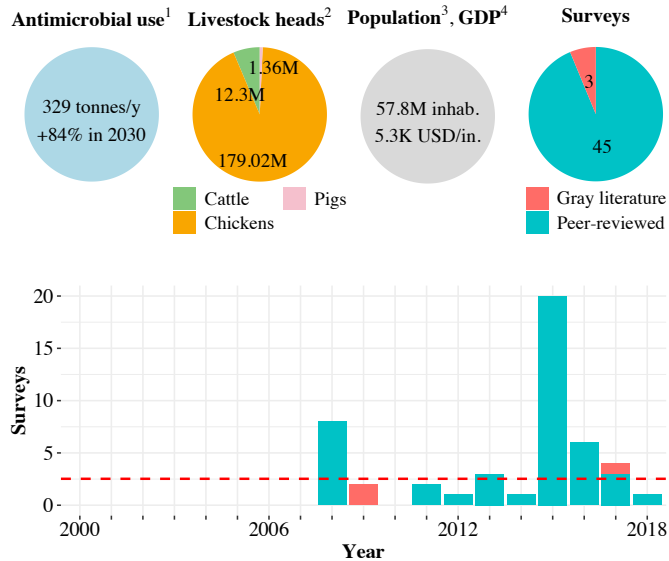 Antimicrobial use¹
Livestock heads²
Population³, GDP⁴
Surveys
329 tonnes/y
+84% in 2030
1.36M
12.3M
179.02M
57.8M inhab.
5.3K USD/in.
3
45
Cattle
Pigs
Chickens
Gray literature
Peer-reviewed
20
15
10
5
0
Surveys
2000
2006
2012
2018
Year